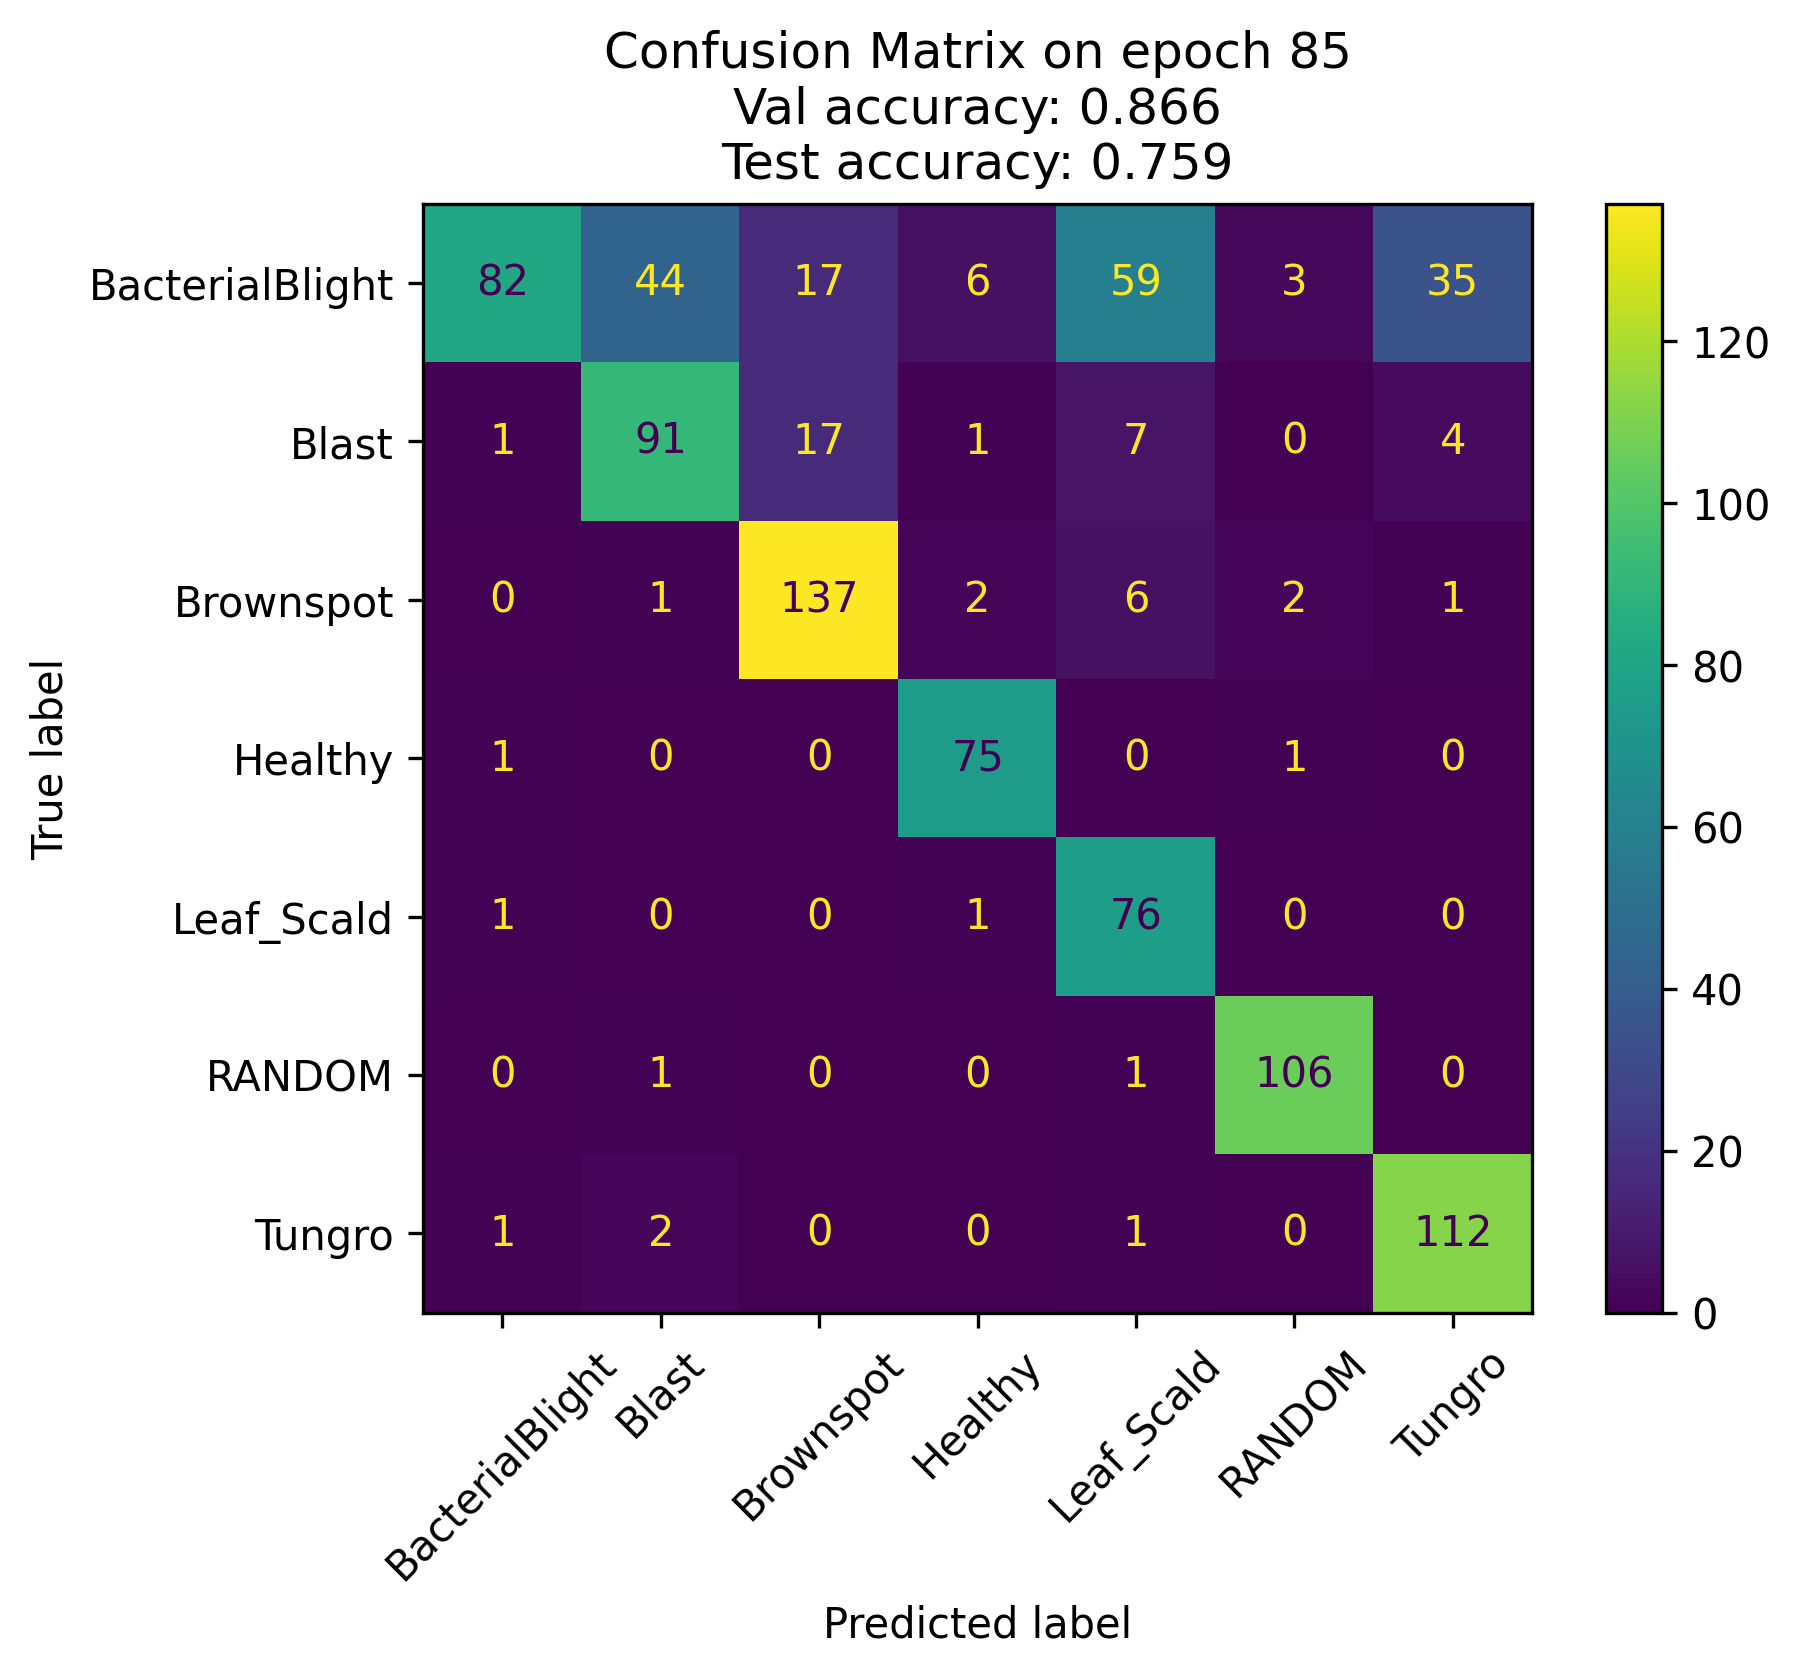 Confusion Matrix on epoch 85
Val accuracy: 0.866
Test accuracy: 0.759
BacterialBlight 82 44 17 6 59 3 35
Blast 1 91 17 1 7 0 4
Brownspot 0 1 137 2 6 2 1
Healthy 1 0 0 75 0 1 0
Leaf_Scald 1 0 0 1 76 0 0
RANDOM 0 1 0 0 1 106 0
Tungro 1 2 0 0 1 0 112
True label
BacterialBlight Blast Brownspot Healthy Leaf_Scald RANDOM Tungro
Predicted label
120
100
80
60
40
20
0